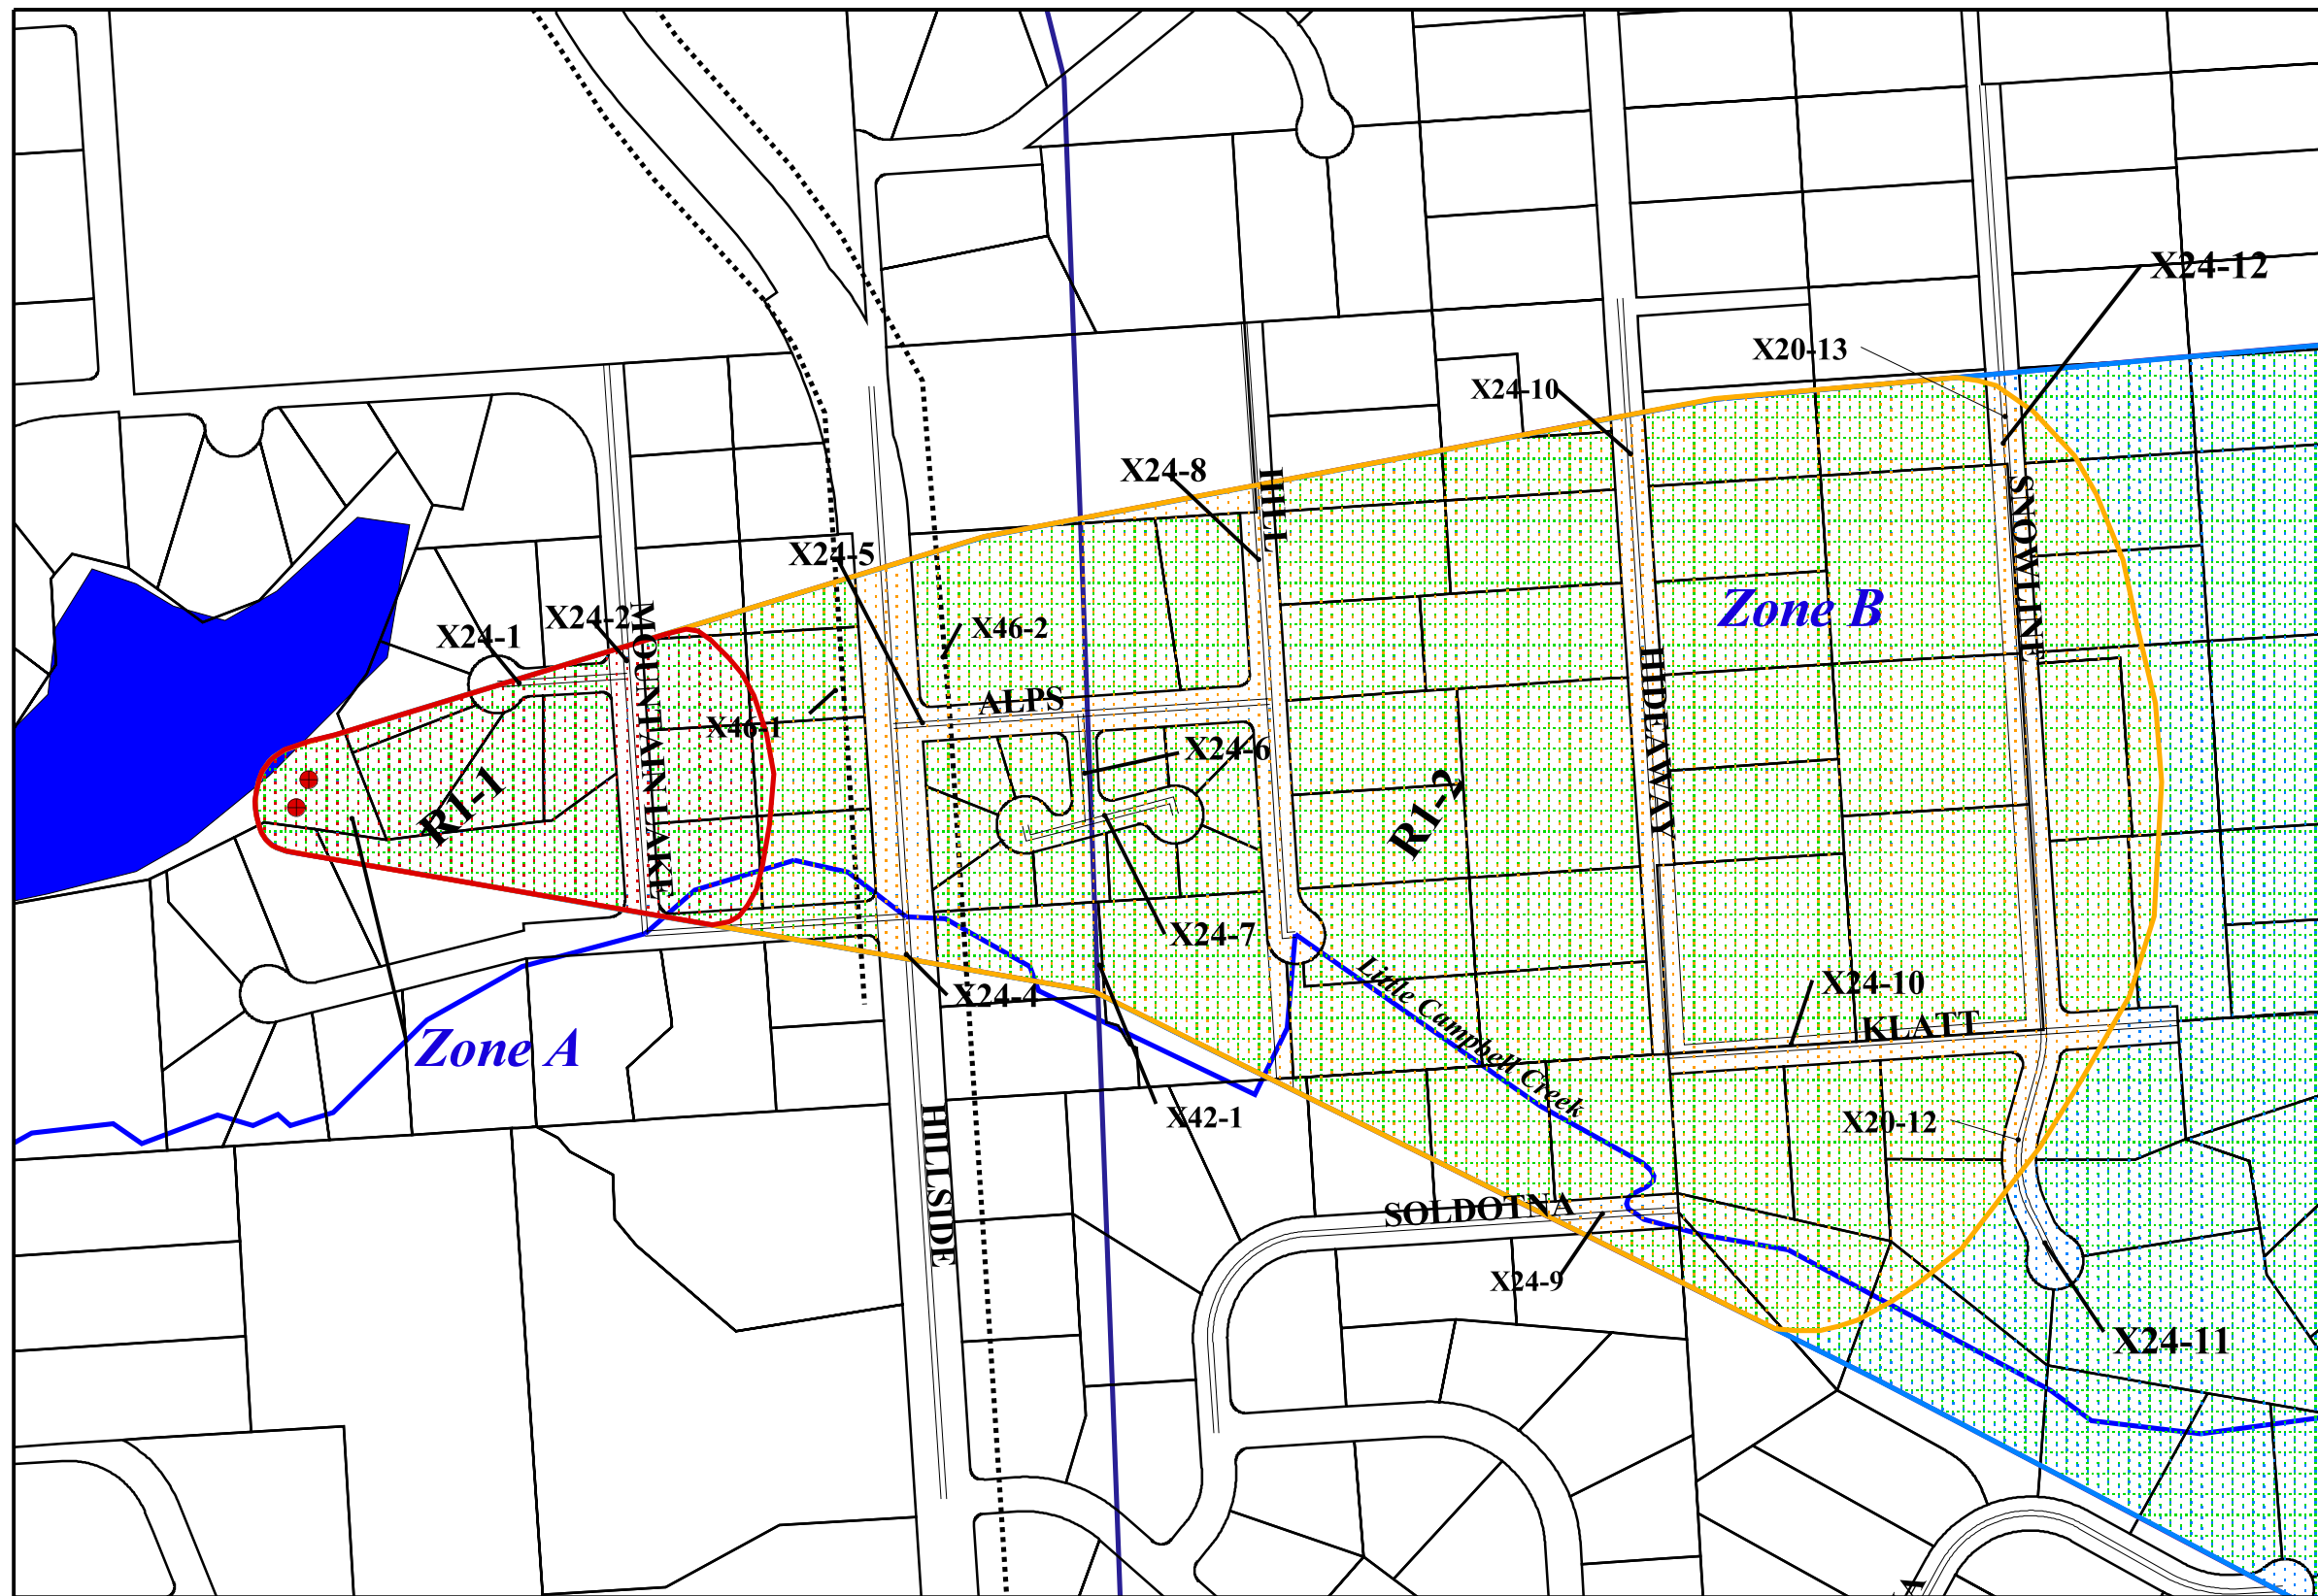 X24-12
X20-13
X24-10
X24-8
HILL
SNOWLINE
X24-5
X24-2
X24-1
MOUNTAIN LAKE
X46-2
Zone B
HIDEAWAY
ALPS
X46-1
X24-6
R1-1
R1-2
X24-7
Little Campbell Creek
X24-4
X24-10
KLATT
Zone A
X42-1
X20-12
HILLSIDE
SOLDOTNA
X24-9
X24-11